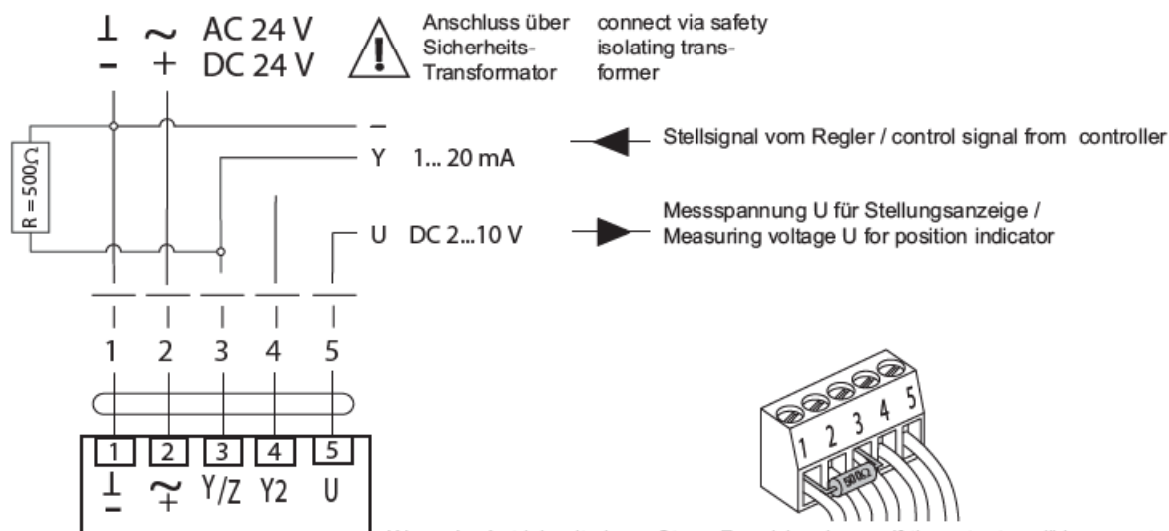 ⊥ ~ AC 24 V
- + DC 24 V
Anschluss über
Sicherheits-
Transformator
connect via safety
isolating trans-
former
R = 500Ω
–
Y 1... 20 mA
Stellsignal vom Regler / control signal from controller
U DC 2...10 V
Messspannung U für Stellungsanzeige /
Measuring voltage U for position indicator
1 2 3 4 5
1 2 3 4 5
⊥ ~ Y/Z Y2 U
- +
1 2 3 4 5
500Ω